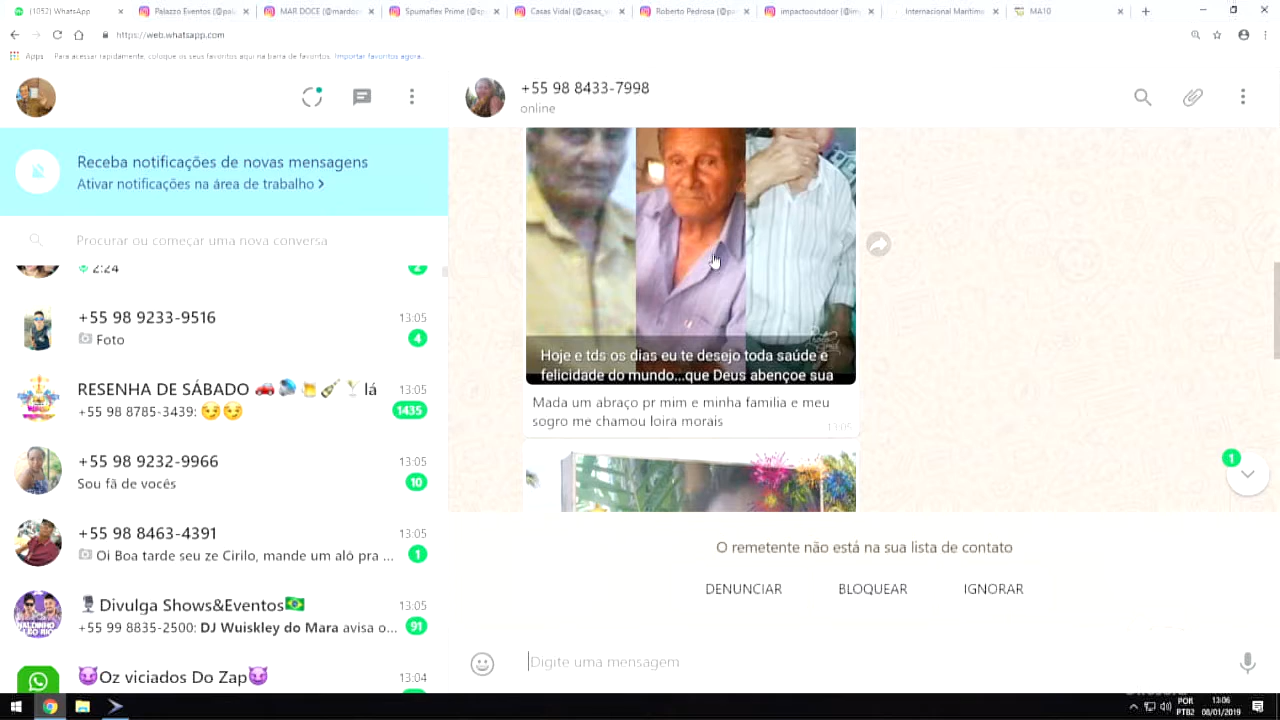 (1052) WhatsApp
Palazzo Eventos (@pal
MAR DOCE (@mardo
Spumaflex Prime (@sp
Casas Vidal (@casas_v
Roberto Pedrosa (@p
impactooutdoor (@im
Internacional Marítim
MA10
https://web.whatsapp.com
Apps
Para acessar rapidamente, coloque os seus favoritos aqui na barra de favoritos. Importar favoritos agora...
+55 98 8433-7998
online
Receba notificações de novas mensagens
Ativar notificações na área de trabalho >
Procurar ou começar uma nova conversa
2:24
2
+55 98 9233-9516
13:05
Foto
4
RESENHA DE SÁBADO 🚗 lá
13:05
+55 98 8785-3439: 😏😏
1435
+55 98 9232-9966
13:05
Sou fã de vocés
10
+55 98 8463-4391
13:05
Oi Boa tarde seu ze Cirilo, mande um aló pra ...
1
🎙Divulga Shows&Eventos🇧🇷
13:05
+55 99 8835-2500: DJ Wuiskley do Mara avisa o...
91
😈Oz viciados Do Zap😈
13:04
Hoje e tds os dias eu te desejo toda saúde e
felicidade do mundo...que Deus abençoe sua
Mada um abraço pr mim e minha familia e meu
sogro me chamou loira morais
13:05
1
O remetente não está na sua lista de contato
DENUNCIAR
BLOQUEAR
IGNORAR
Digite uma mensagem
POR
PTB2
13:06
08/01/2019